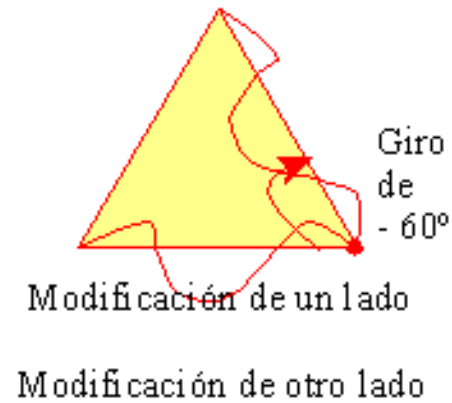 Giro
de
- 60º
Modificación de un lado
Modificación de otro lado